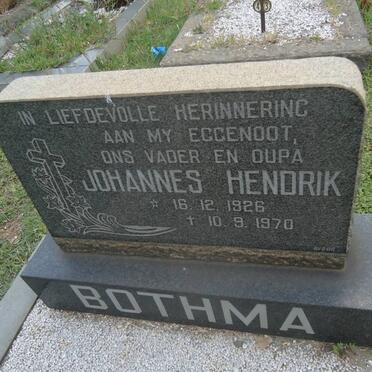 IN LIEFDEVOLLE HERINNERING
AAN MY EGGENOOT,
ONS VADER EN OUPA
JOHANNES HENDRIK
* 16.12.1926
† 10.9.1970
BOTHMA